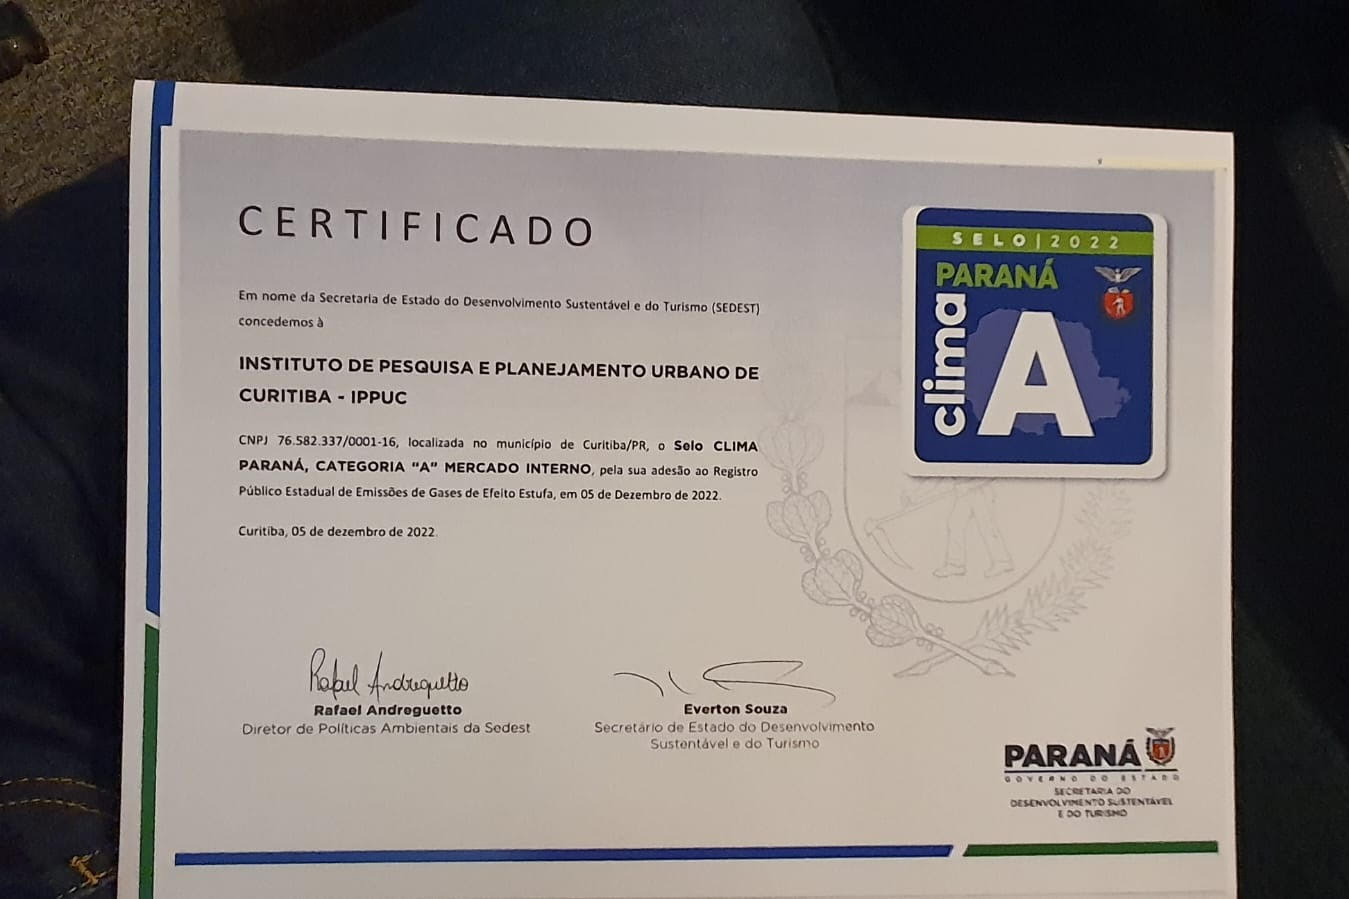 CERTIFICADO
Em nome da Secretaria de Estado do Desenvolvimento Sustentável e do Turismo (SEDEST)
concedemos à
INSTITUTO DE PESQUISA E PLANEJAMENTO URBANO DE
CURITIBA - IPPUC
CNPJ 76.582.337/0001-16, localizada no município de Curitiba/PR, o Selo CLIMA
PARANÁ, CATEGORIA "A" MERCADO INTERNO, pela sua adesão ao Registro
Público Estadual de Emissões de Gases de Efeito Estufa, em 05 de Dezembro de 2022.
Curitiba, 05 de dezembro de 2022.
SELO | 2022
PARANÁ
clima
A
Rafael Andreguetto
Rafael Andreguetto
Diretor de Políticas Ambientais da Sedest
Everton Souza
Secretário de Estado do Desenvolvimento
Sustentável e do Turismo
PARANÁ
GOVERNO DO ESTADO
SECRETARIA DO
DESENVOLVIMENTO SUSTENTÁVEL
E DO TURISMO